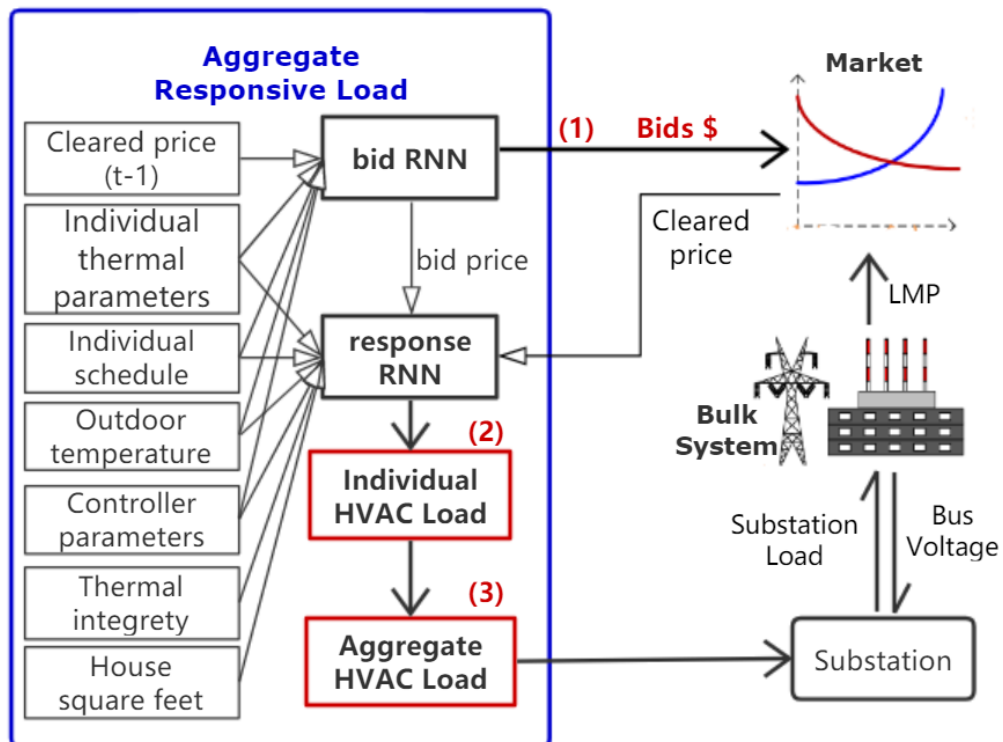 Aggregate
Responsive Load
Cleared price
(t-1)
Individual
thermal
parameters
Individual
schedule
Outdoor
temperature
Controller
parameters
Thermal
integrety
House
square feet
bid RNN
bid price
response
RNN
(2)
Individual
HVAC Load
(3)
Aggregate
HVAC Load
(1) Bids $
Market
Cleared
price
LMP
Bulk
System
Substation
Load
Bus
Voltage
Substation